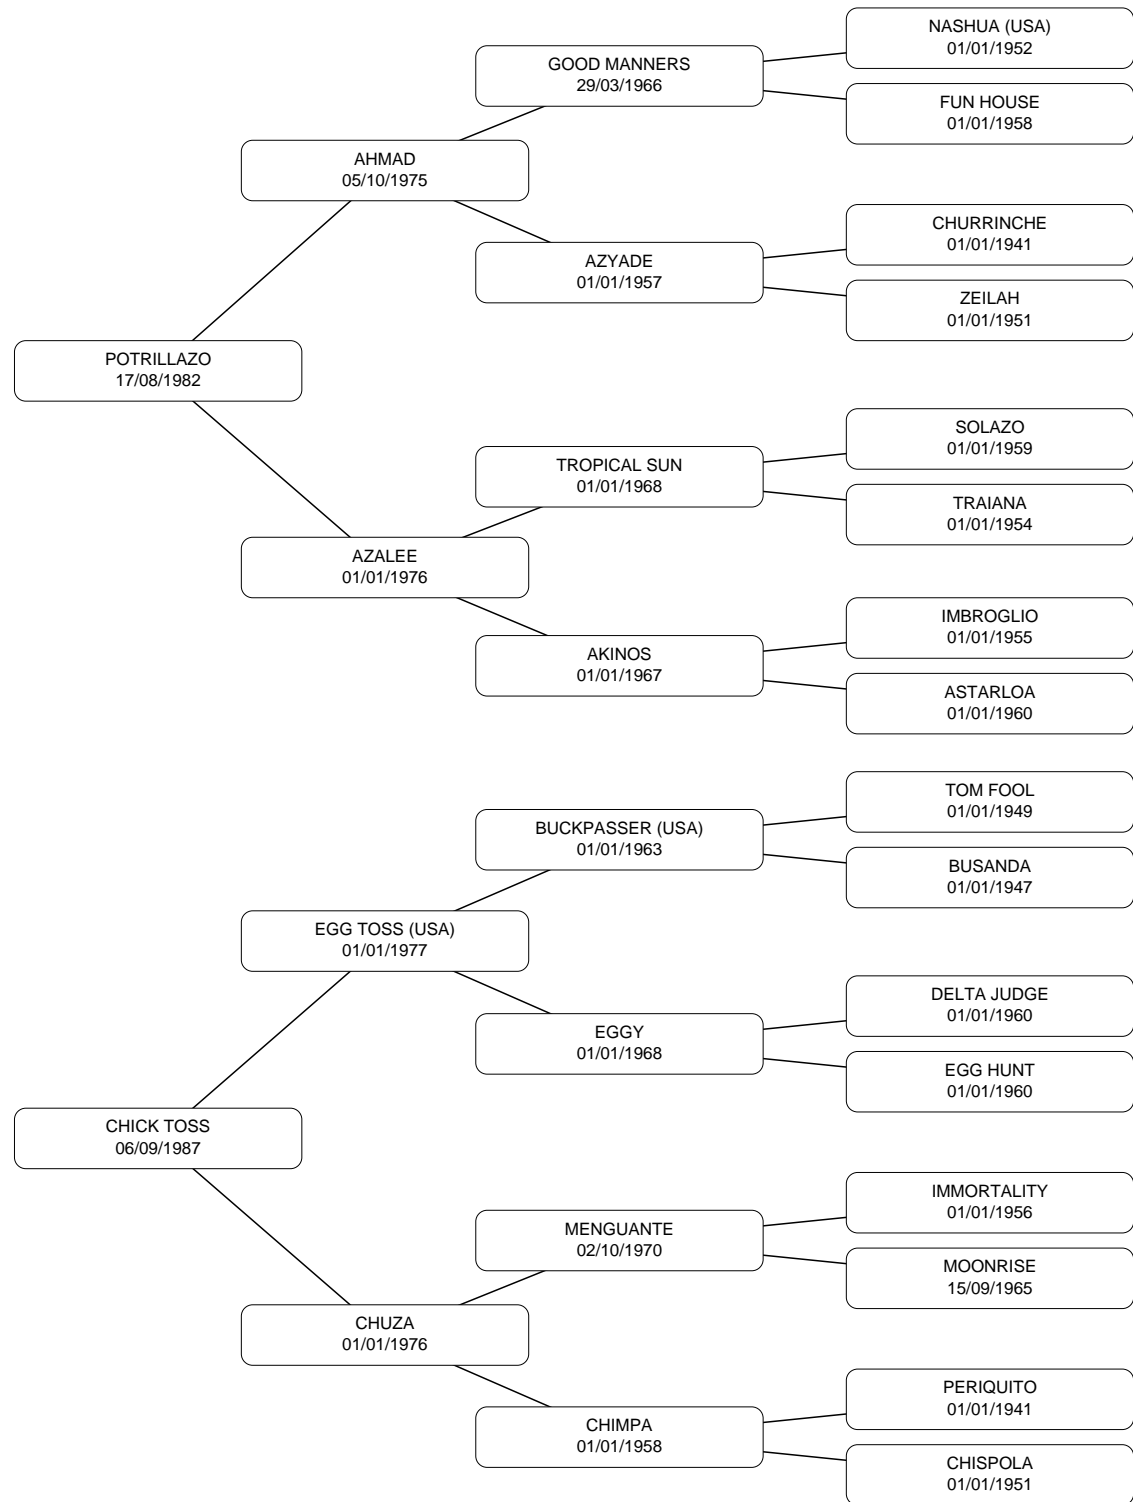 NASHUA (USA)
01/01/1952
GOOD MANNERS
29/03/1966
FUN HOUSE
01/01/1958
AHMAD
05/10/1975
CHURRINCHE
01/01/1941
AZYADE
01/01/1957
ZEILAH
01/01/1951
POTRILLAZO
17/08/1982
SOLAZO
01/01/1959
TROPICAL SUN
01/01/1968
TRAIANA
01/01/1954
AZALEE
01/01/1976
IMBROGLIO
01/01/1955
AKINOS
01/01/1967
ASTARLOA
01/01/1960
TOM FOOL
01/01/1949
BUCKPASSER (USA)
01/01/1963
BUSANDA
01/01/1947
EGG TOSS (USA)
01/01/1977
DELTA JUDGE
01/01/1960
EGGY
01/01/1968
EGG HUNT
01/01/1960
CHICK TOSS
06/09/1987
IMMORTALITY
01/01/1956
MENGUANTE
02/10/1970
MOONRISE
15/09/1965
CHUZA
01/01/1976
PERIQUITO
01/01/1941
CHIMPA
01/01/1958
CHISPOLA
01/01/1951